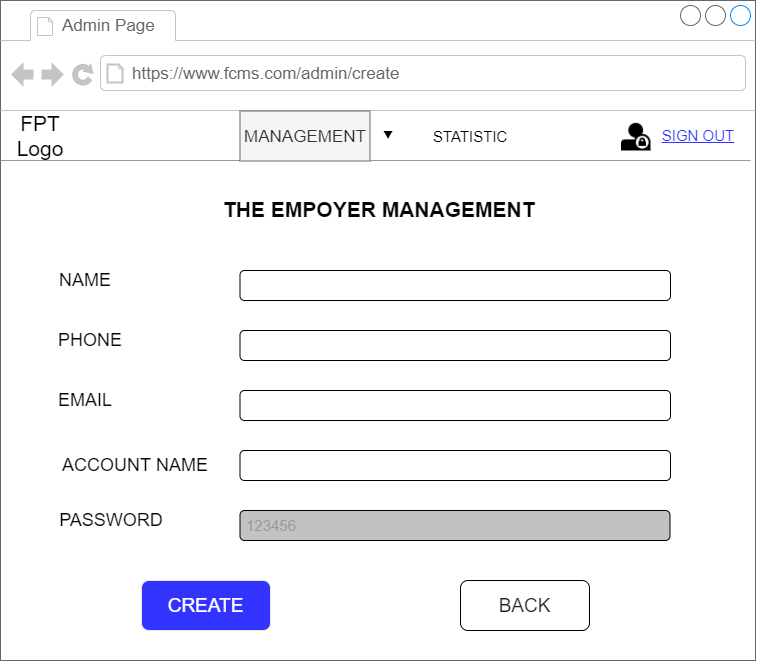 Admin Page
https://www.fcms.com/admin/create
FPT
Logo
MANAGEMENT
STATISTIC
SIGN OUT
THE EMPOYER MANAGEMENT
NAME
PHONE
EMAIL
ACCOUNT NAME
PASSWORD
123456
CREATE
BACK